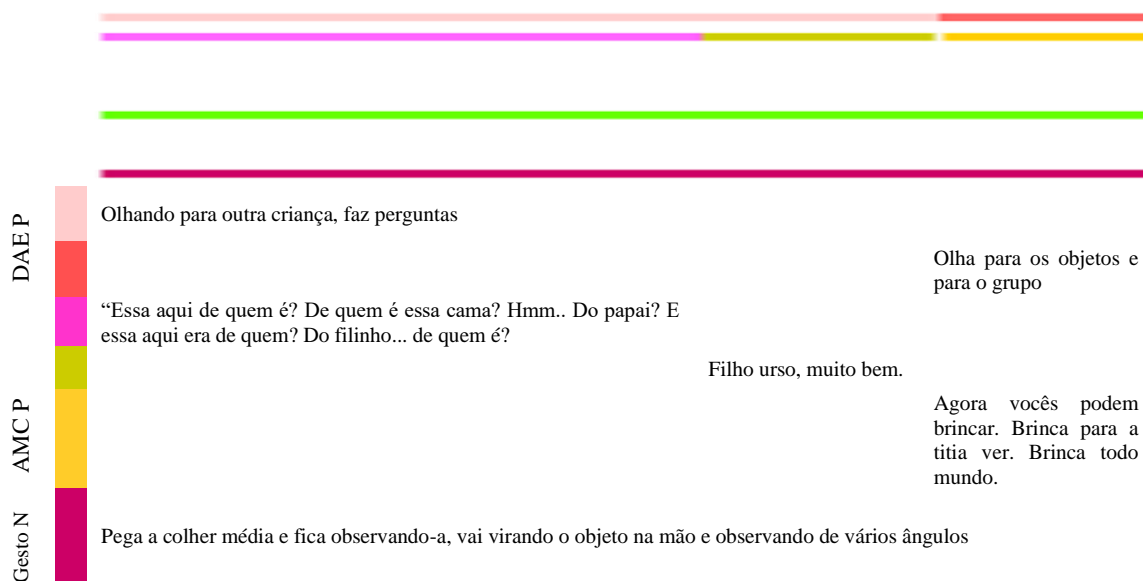 DAE P
Olhando para outra criança, faz perguntas
Olha para os objetos e
para o grupo
“Essa aqui de quem é? De quem é essa cama? Hmm.. Do papai? E
essa aqui era de quem? Do filinho... de quem é?
Filho urso, muito bem.
AMC P
Agora vocês podem
brincar. Brinca para a
titia ver. Brinca todo
mundo.
Gesto N
Pega a colher média e fica observando-a, vai virando o objeto na mão e observando de vários ângulos